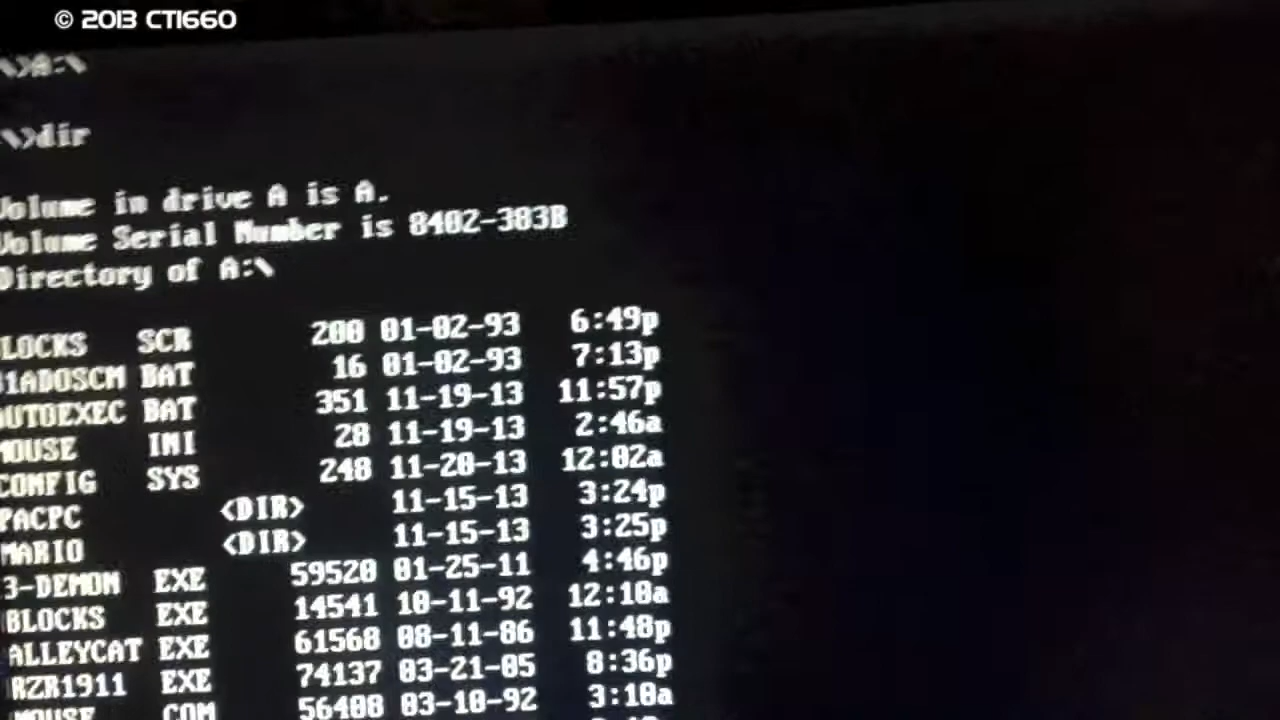 © 2013 CT1660
\>A:\
\>dir
Volume in drive A is A.
Volume Serial Number is 8402-383B
Directory of A:\
LOCKS SCR 200 01-02-93 6:49p
1ADOSCM BAT 16 01-02-93 7:13p
AUTOEXEC BAT 351 11-19-13 11:57p
MOUSE INI 28 11-19-13 2:46a
CONFIG SYS 248 11-20-13 12:02a
PACPC <DIR> 11-15-13 3:24p
MARIO <DIR> 11-15-13 3:25p
3-DEMON EXE 59520 01-25-11 4:46p
BLOCKS EXE 14541 10-11-92 12:10a
ALLEYCAT EXE 61568 08-11-86 11:48p
RZR1911 EXE 74137 03-21-05 8:36p
MOUSE COM 56408 03-10-92 3:10a